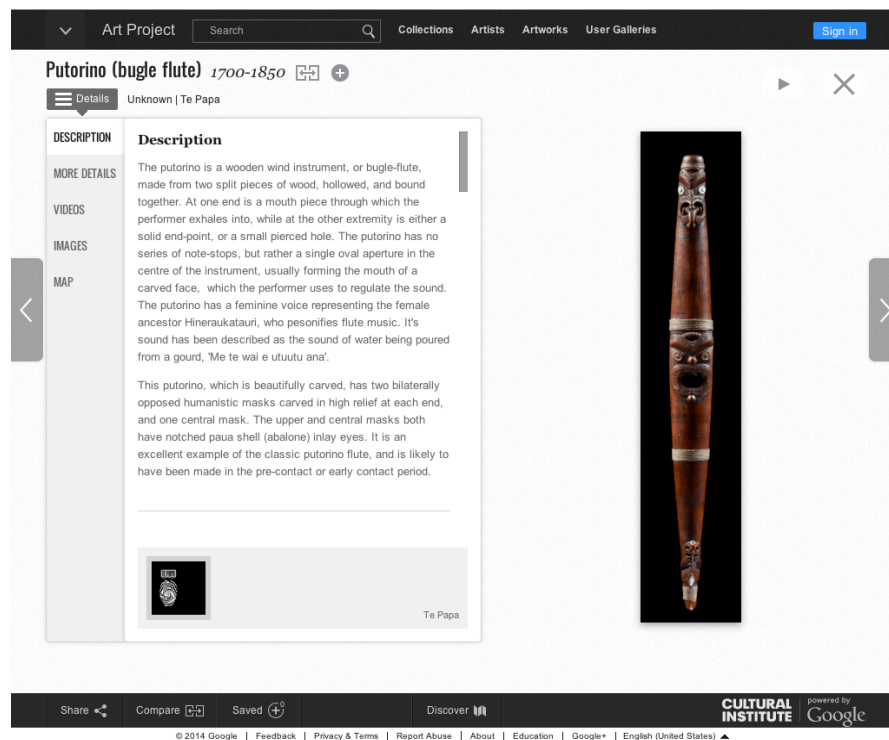 Art Project
Search
Collections Artists Artworks User Galleries
Sign in
Putorino (bugle flute) 1700-1850
Details Unknown | Te Papa
DESCRIPTION
MORE DETAILS
VIDEOS
IMAGES
MAP
Description
The putorino is a wooden wind instrument, or bugle-flute,
made from two split pieces of wood, hollowed, and bound
together. At one end is a mouth piece through which the
performer exhales into, while at the other extremity is either a
solid end-point, or a small pierced hole. The putorino has no
series of note-stops, but rather a single oval aperture in the
centre of the instrument, usually forming the mouth of a
carved face, which the performer uses to regulate the sound.
The putorino has a feminine voice representing the female
ancestor Hineraukatauri, who pesonifies flute music. It's
sound has been described as the sound of water being poured
from a gourd, 'Me te wai e utuutu ana'.
This putorino, which is beautifully carved, has two bilaterally
opposed humanistic masks carved in high relief at each end,
and one central mask. The upper and central masks both
have notched paua shell (abalone) inlay eyes. It is an
excellent example of the classic putorino flute, and is likely to
have been made in the pre-contact or early contact period.
Te Papa
Share Compare Saved 0 Discover
CULTURAL
INSTITUTE
powered by
Google
© 2014 Google | Feedback | Privacy & Terms | Report Abuse | About | Education | Google+ | English (United States)